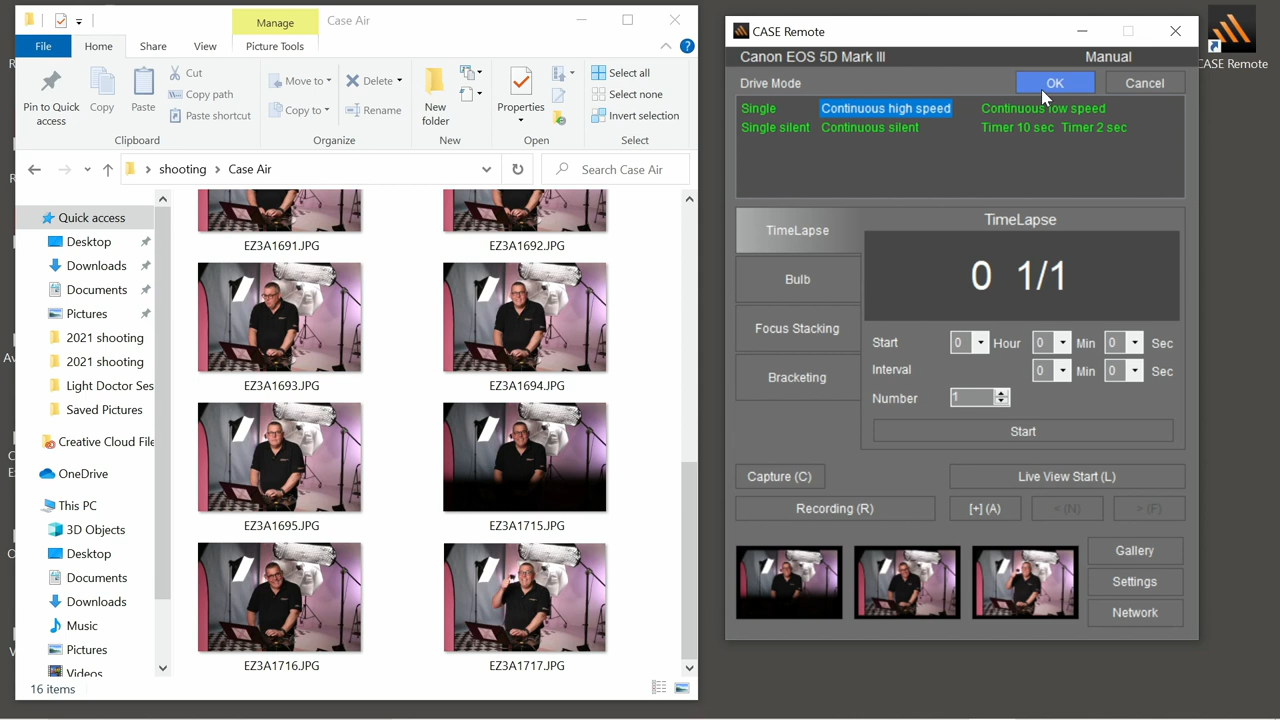 Manage
Case Air
File
Home
Share
View
Picture Tools
Pin to Quick access
Copy
Paste
Cut
Copy path
Paste shortcut
Clipboard
Move to
Copy to
Delete
Rename
Organize
New folder
New
Properties
Open
Select all
Select none
Invert selection
Select
shooting
Case Air
Search Case Air
Quick access
Desktop
Downloads
Documents
Pictures
2021 shooting
2021 shooting
Light Doctor Ses
Saved Pictures
Creative Cloud File
OneDrive
This PC
3D Objects
Desktop
Documents
Downloads
Music
Pictures
Videos
EZ3A1691.JPG
EZ3A1692.JPG
EZ3A1693.JPG
EZ3A1694.JPG
EZ3A1695.JPG
EZ3A1715.JPG
EZ3A1716.JPG
EZ3A1717.JPG
16 items
CASE Remote
Canon EOS 5D Mark III
Manual
Drive Mode
OK
Cancel
Single
Continuous high speed
Continuous low speed
Single silent
Continuous silent
Timer 10 sec
Timer 2 sec
TimeLapse
Bulb
Focus Stacking
Bracketing
TimeLapse
0 1/1
Start 0 Hour 0 Min 0 Sec
Interval 0 Min 0 Sec
Number 1
Start
Capture (C)
Live View Start (L)
Recording (R)
[+] (A)
< (N)
> (F)
Gallery
Settings
Network
CASE Remote